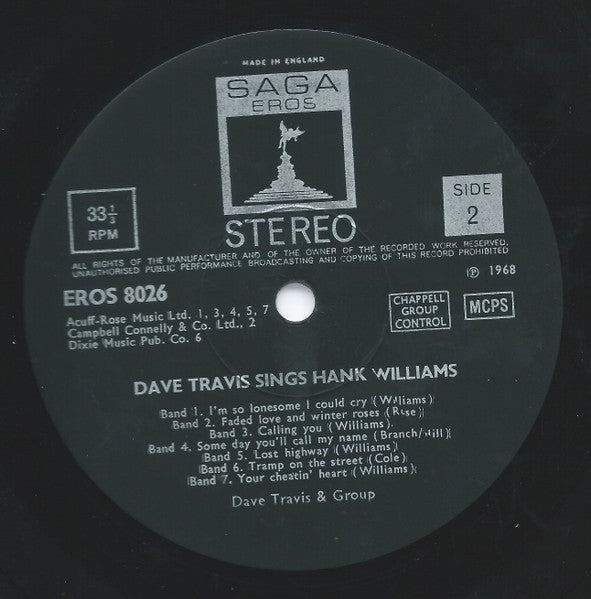 MADE IN ENGLAND
SAGA
EROS
33⅓
RPM
STEREO
SIDE
2
ALL RIGHTS OF THE MANUFACTURER AND OF THE OWNER OF THE RECORDED WORK RESERVED.
UNAUTHORISED PUBLIC PERFORMANCE BROADCASTING AND COPYING OF THIS RECORD PROHIBITED
EROS 8026
℗ 1968
Acuff-Rose Music Ltd. 1, 3, 4, 5, 7
Campbell Connelly & Co. Ltd., 2
Dixie Music Pub. Co. 6
CHAPPELL
GROUP
CONTROL
MCPS
DAVE TRAVIS SINGS HANK WILLIAMS
Band 1. I'm so lonesome I could cry (Williams)
Band 2. Faded love and winter roses (Rose)
Band 3. Calling you (Williams)
Band 4. Some day you'll call my name (Branch/Hill)
Band 5. Lost highway (Williams)
Band 6. Tramp on the street (Cole)
Band 7. Your cheatin' heart (Williams)
Dave Travis & Group